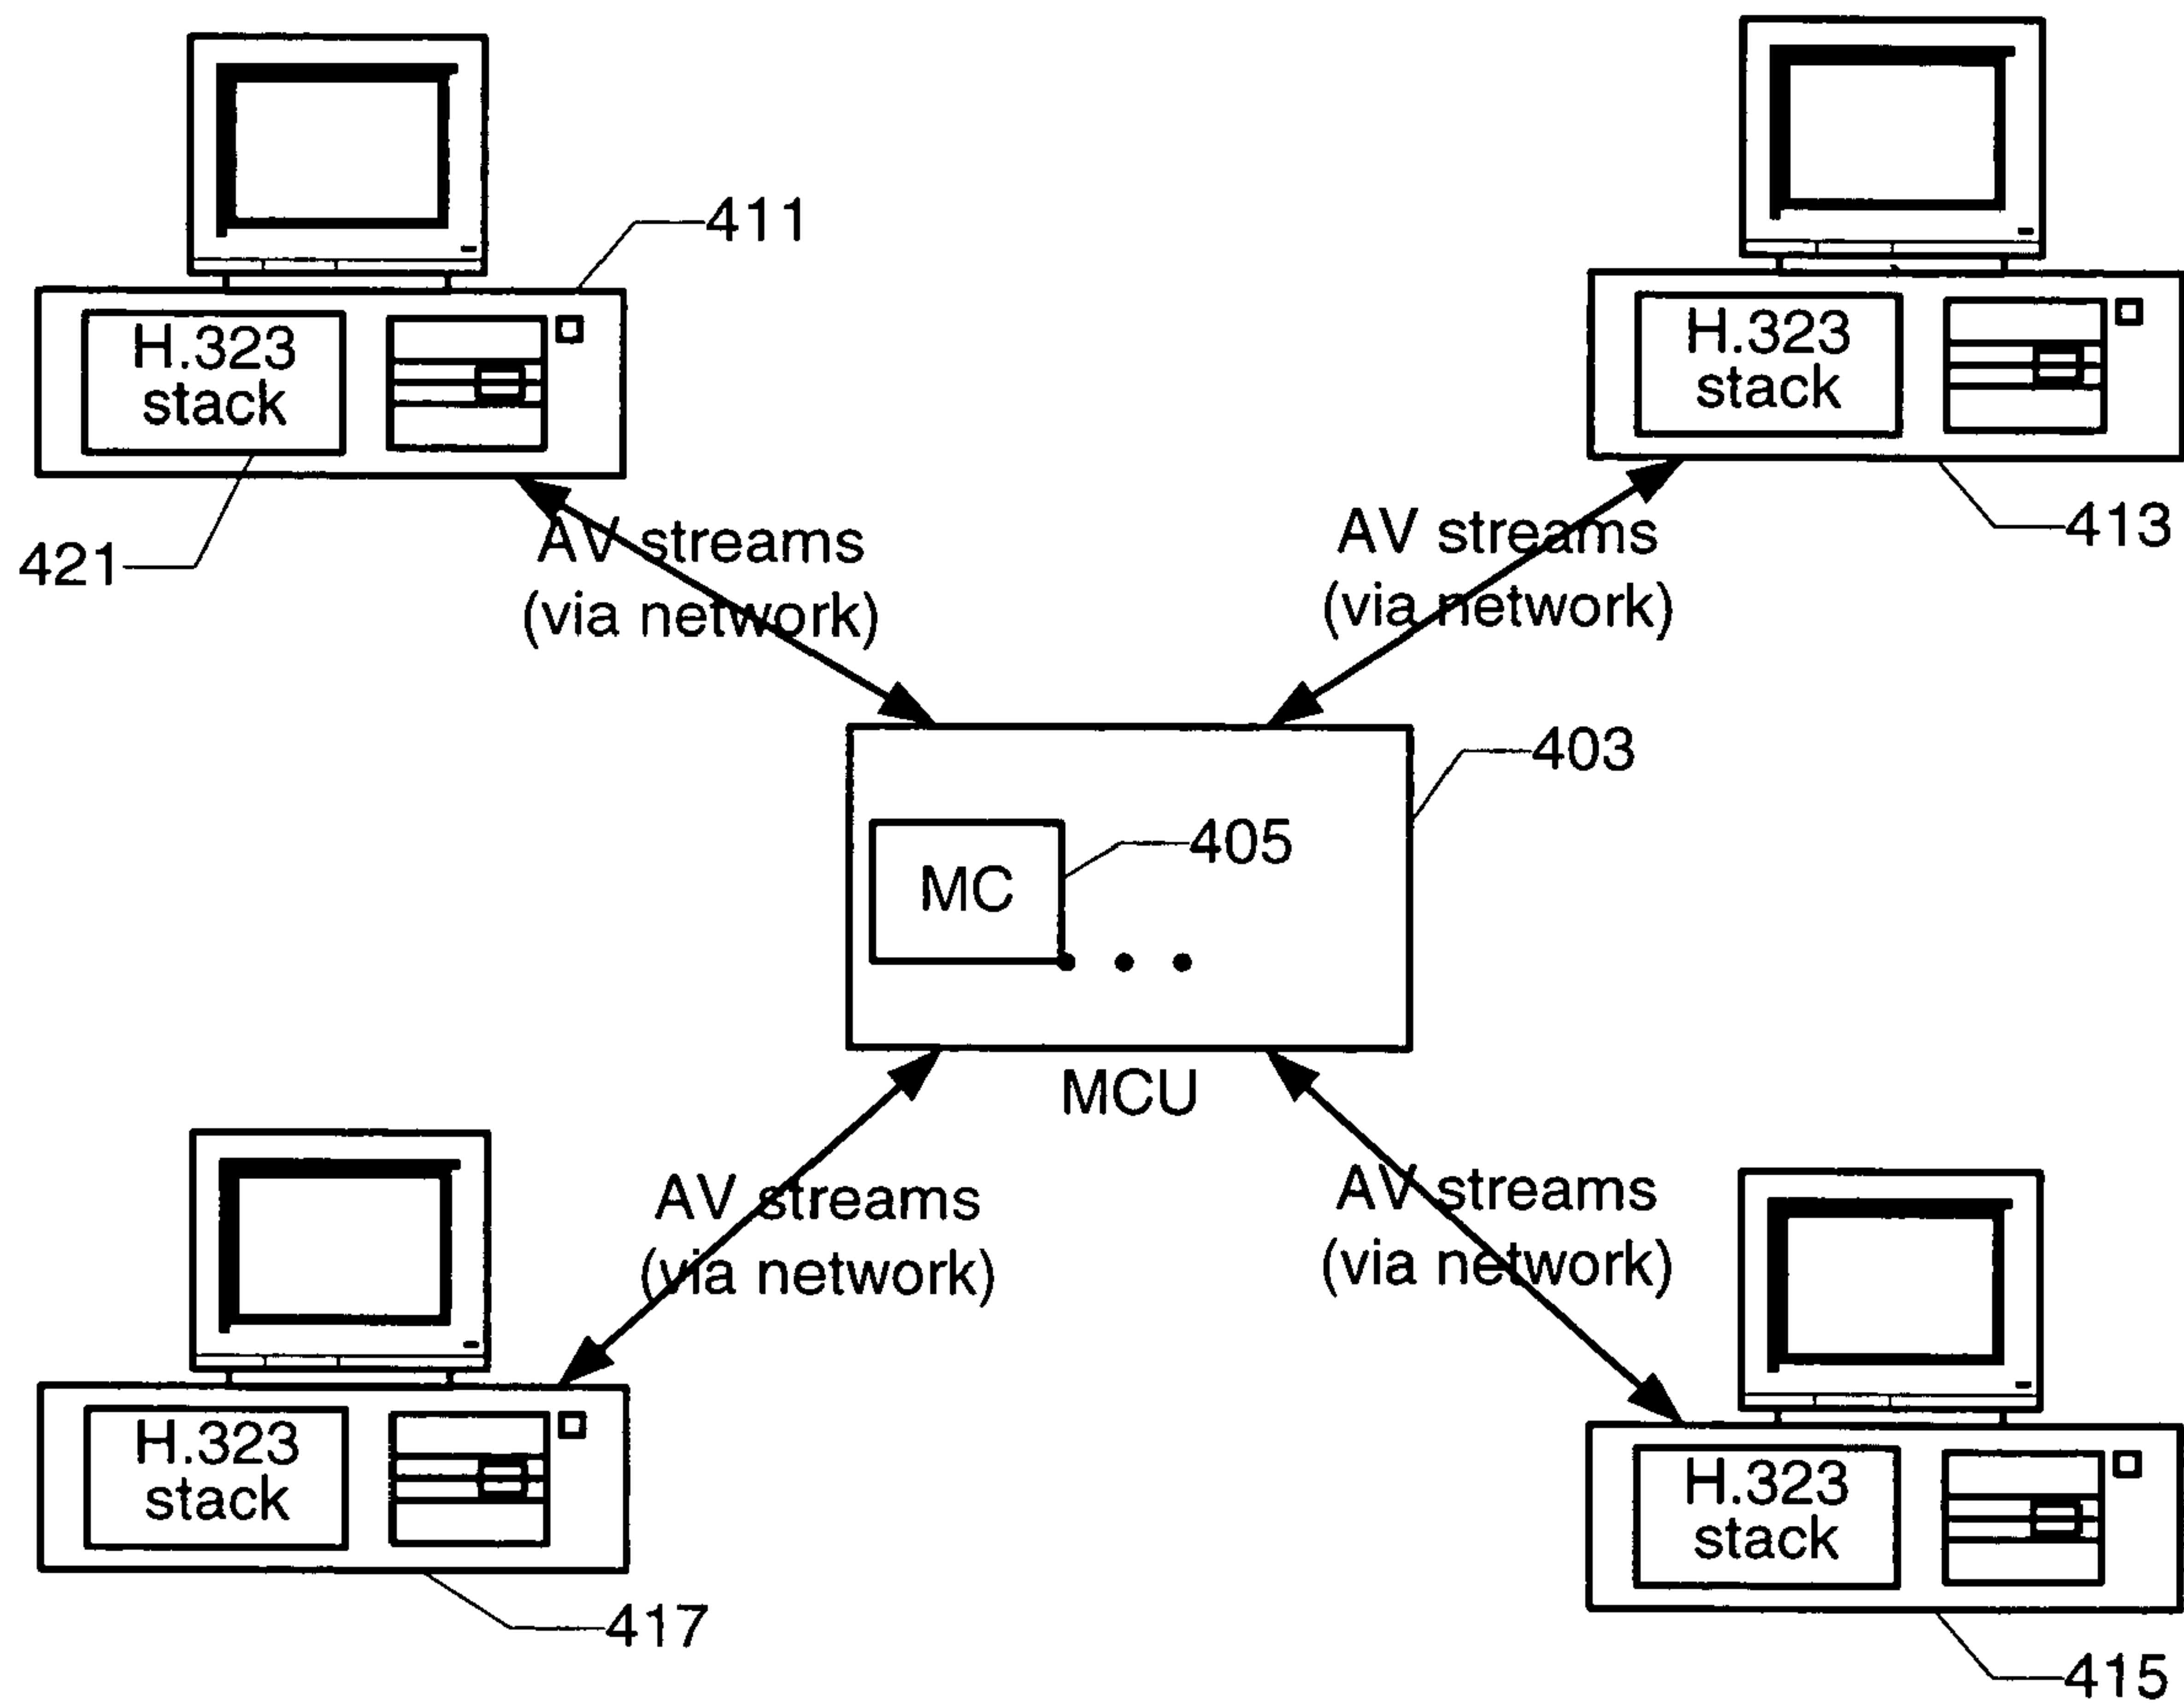 411
H.323
stack
421
AV streams
(via network)
H.323
stack
413
AV streams
(via network)
403
MC
405
MCU
AV streams
(via network)
H.323
stack
417
AV streams
(via network)
H.323
stack
415